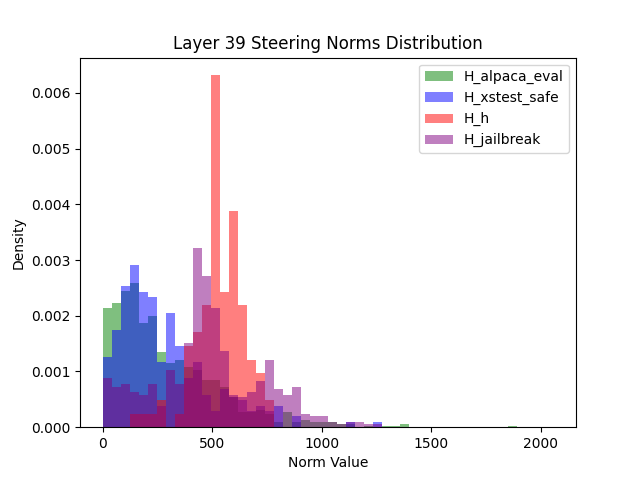 Layer 39 Steering Norms Distribution
H_alpaca_eval
H_xstest_safe
H_h
H_jailbreak
Density
0.006
0.005
0.004
0.003
0.002
0.001
0.000
0
500
1000
1500
2000
Norm Value